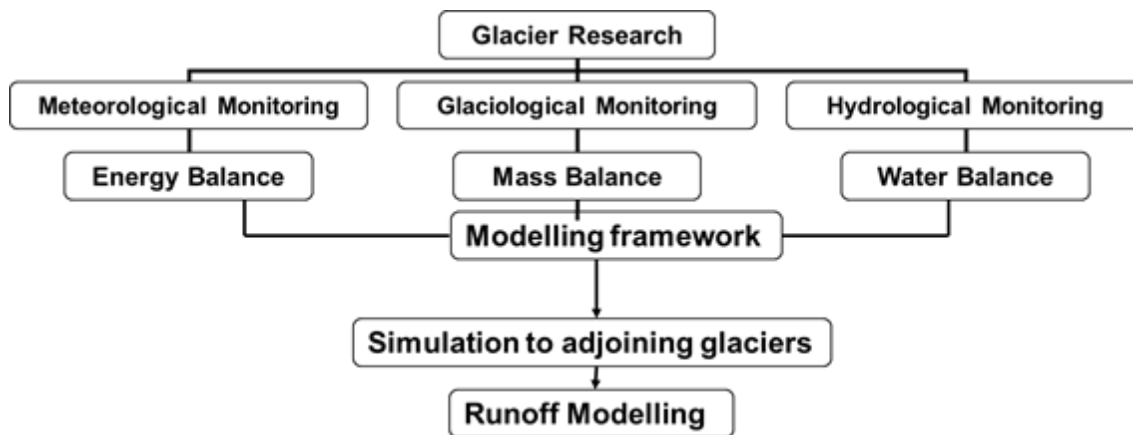 Glacier Research
Meteorological Monitoring
Glaciological Monitoring
Hydrological Monitoring
Energy Balance
Mass Balance
Water Balance
Modelling framework
Simulation to adjoining glaciers
Runoff Modelling